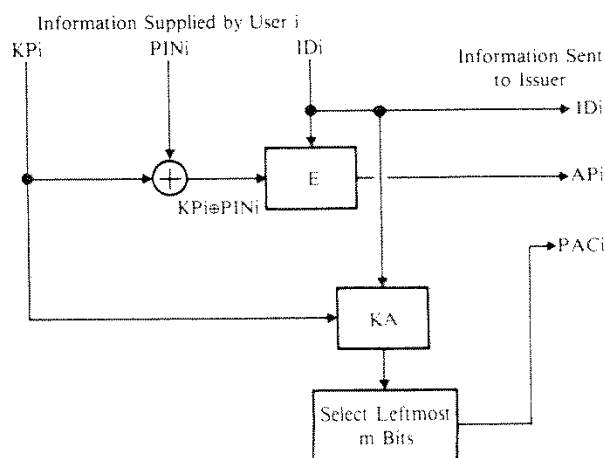 Information Supplied by User i
KPi
PINi
IDi
Information Sent
to Issuer
IDi
E
APi
KPi⊕PINi
PACi
KA
Select Leftmost
m Bits